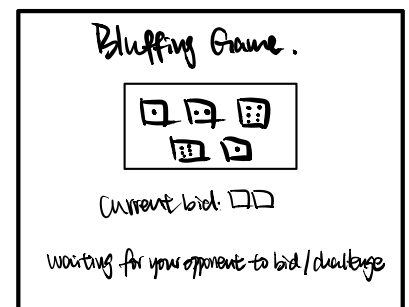 Bluffing Game.
Current bid:
waiting for your opponent to bid/challenge